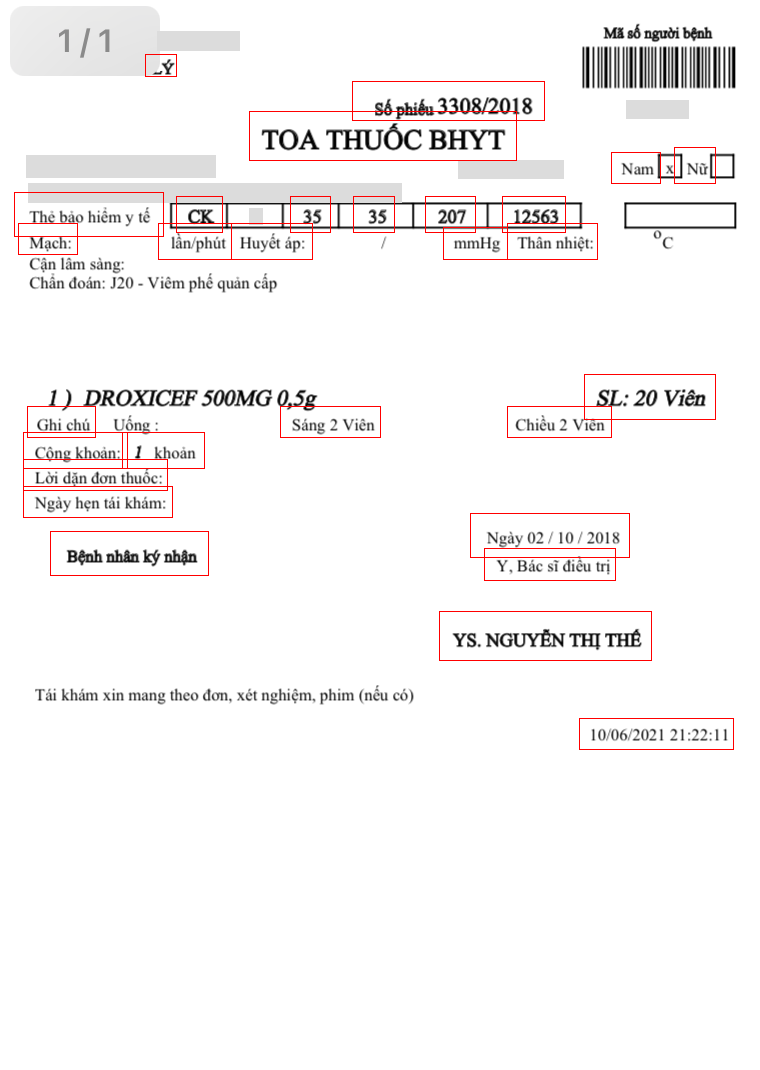 1/1
Mã số người bệnh
LÝ
Số phiếu 3308/2018
TOA THUỐC BHYT
Nam x Nữ
Thẻ bảo hiểm y tế CK 35 35 207 12563
Mạch: lần/phút Huyết áp: / mmHg Thân nhiệt: oC
Cận lâm sàng:
Chẩn đoán: J20 - Viêm phế quản cấp
1 ) DROXICEF 500MG 0,5g SL: 20 Viên
Ghi chú Uống : Sáng 2 Viên Chiều 2 Viên
Cộng khoản: 1 khoản
Lời dặn đơn thuốc:
Ngày hẹn tái khám:
Ngày 02 / 10 / 2018
Bệnh nhân ký nhận
Y, Bác sĩ điều trị
YS. NGUYỄN THỊ THẾ
Tái khám xin mang theo đơn, xét nghiệm, phim (nếu có)
10/06/2021 21:22:11